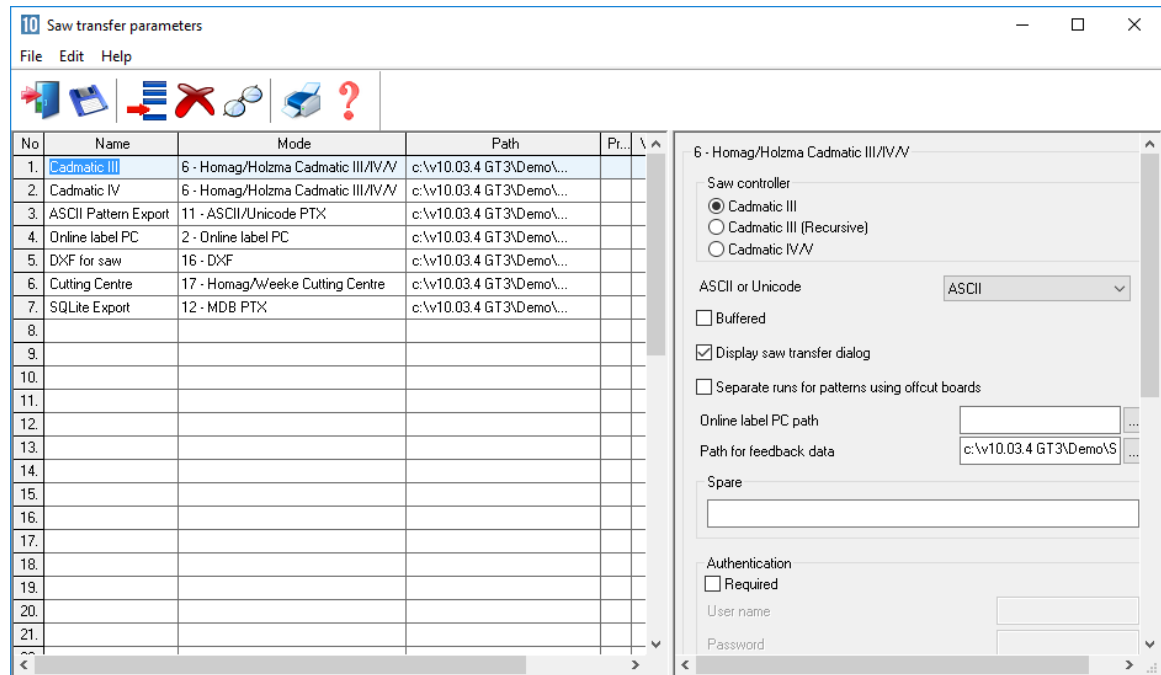 10 Saw transfer parameters
File Edit Help
No Name Mode Path Pr... \
1. Cadmatic III 6 - Homag/Holzma Cadmatic III/IV/V c:\v10.03.4 GT3\Demo\...
2. Cadmatic IV 6 - Homag/Holzma Cadmatic III/IV/V c:\v10.03.4 GT3\Demo\...
3. ASCII Pattern Export 11 - ASCII/Unicode PTX c:\v10.03.4 GT3\Demo\...
4. Online label PC 2 - Online label PC c:\v10.03.4 GT3\Demo\...
5. DXF for saw 16 - DXF c:\v10.03.4 GT3\Demo\...
6. Cutting Centre 17 - Homag/Weeke Cutting Centre c:\v10.03.4 GT3\Demo\...
7. SQLite Export 12 - MDB PTX c:\v10.03.4 GT3\Demo\...
8.
9.
10.
11.
12.
13.
14.
15.
16.
17.
18.
19.
20.
21.
6 - Homag/Holzma Cadmatic III/IV/V
Saw controller
Cadmatic III
Cadmatic III (Recursive)
Cadmatic IV/V
ASCII or Unicode ASCII
Buffered
Display saw transfer dialog
Separate runs for patterns using offcut boards
Online label PC path ...
Path for feedback data c:\v10.03.4 GT3\Demo\S ...
Spare
Authentication
Required
User name
Password